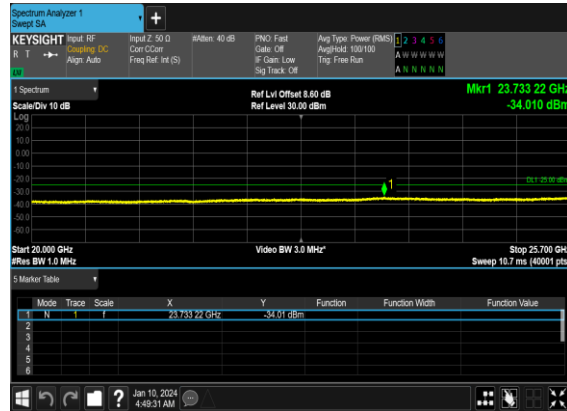 Spectrum Analyzer 1
Swept SA
+
KEYSIGHT Input: RF Input Z: 50 Ω #Atten: 40 dB PNO: Fast Avg Type: Power (RMS) 1 2 3 4 5 6
R T Coupling: DC Corr CCorr Gate: Off Avg|Hold: 100/100 A W W W W W
Align: Auto Freq Ref: Int (S) IF Gain: Low Trig: Free Run
LW Sig Track: Off A N N N N N
1 Spectrum Ref Lvl Offset 8.60 dB Mkr1 23.733 22 GHz
Scale/Div 10 dB Ref Level 30.00 dBm -34.010 dBm
Log
20.0
10.0
0.00
-10.0
-20.0 1 DL1 -25.00 dBm
-30.0
-40.0
-50.0
-60.0
Start 20.000 GHz Video BW 3.0 MHz* Stop 25.700 GHz
#Res BW 1.0 MHz Sweep 10.7 ms (40001 pts)
5 Marker Table
Mode Trace Scale X Y Function Function Width Function Value
1 N 1 f 23.733 22 GHz -34.01 dBm
2
3
4
5
6
? Jan 10, 2024
4:49:31 AM